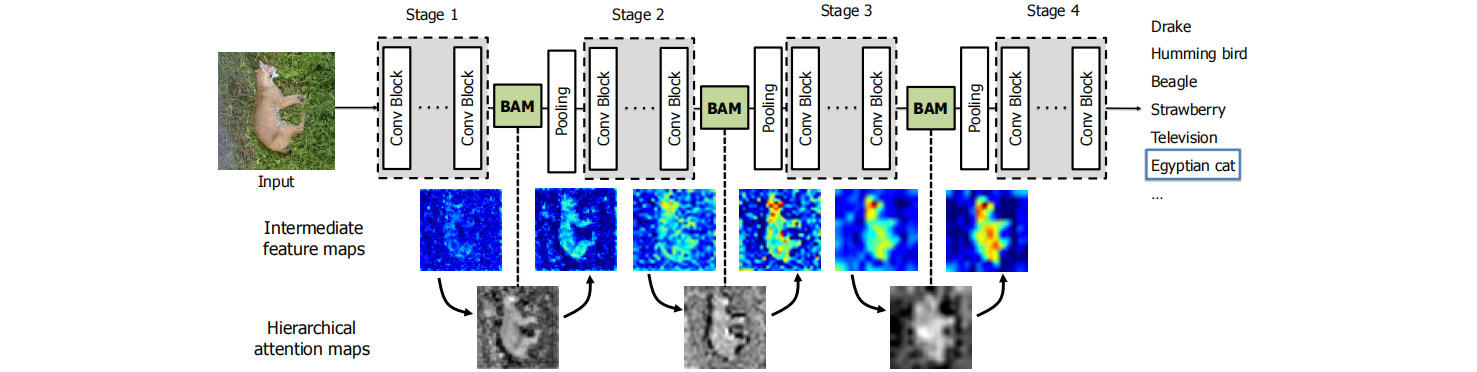 Stage 1
Stage 2
Stage 3
Stage 4
Input
Conv Block
....
Conv Block
BAM
Pooling
Conv Block
....
Conv Block
BAM
Pooling
Conv Block
....
Conv Block
BAM
Pooling
Conv Block
....
Conv Block
Drake
Humming bird
Beagle
Strawberry
Television
Egyptian cat
...
Intermediate
feature maps
Hierarchical
attention maps